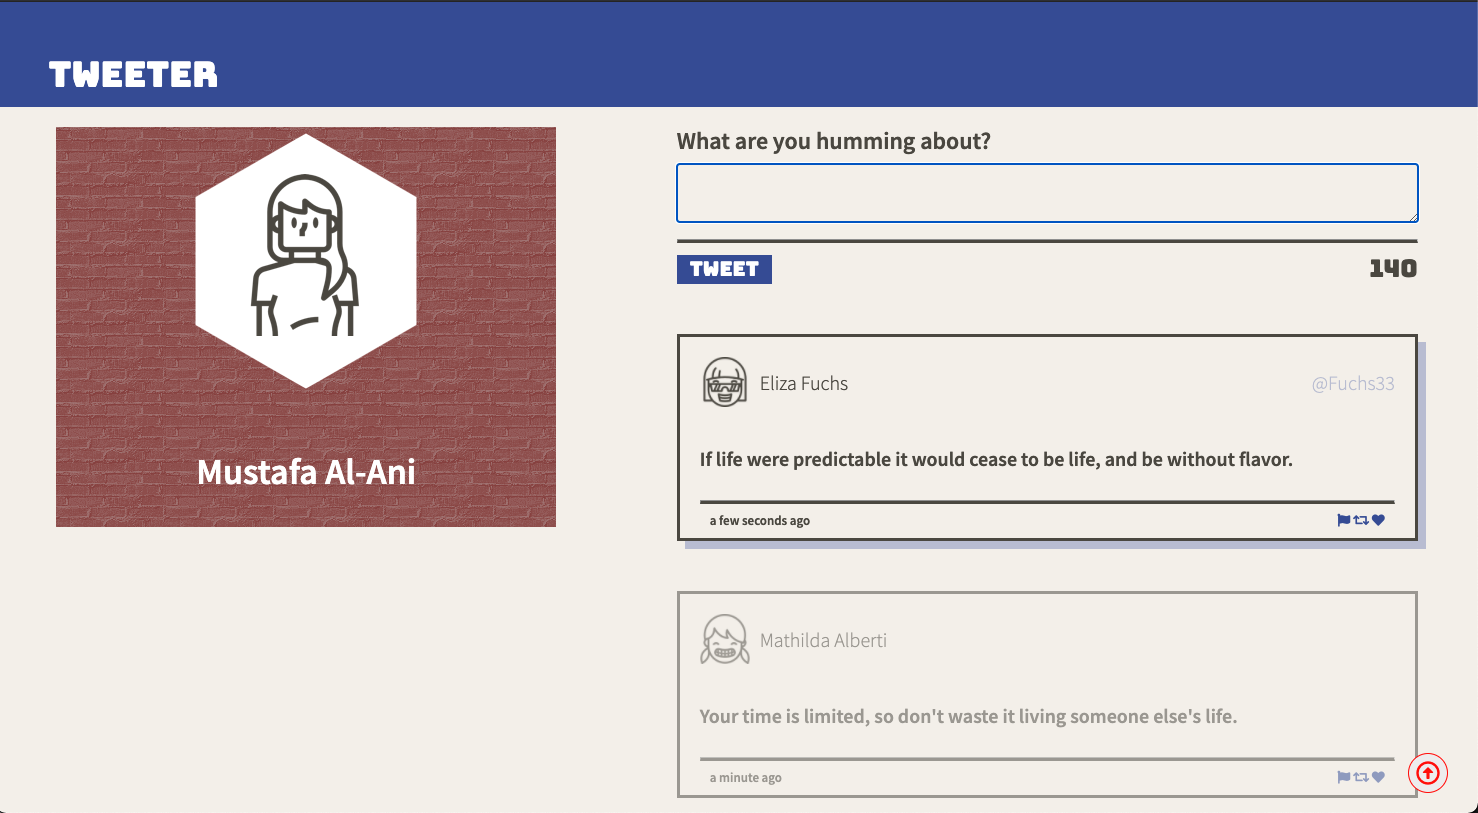 TWEETER
Mustafa Al-Ani
What are you humming about?
TWEET
140
Eliza Fuchs
@Fuchs33
If life were predictable it would cease to be life, and be without flavor.
a few seconds ago
Mathilda Alberti
Your time is limited, so don't waste it living someone else's life.
a minute ago